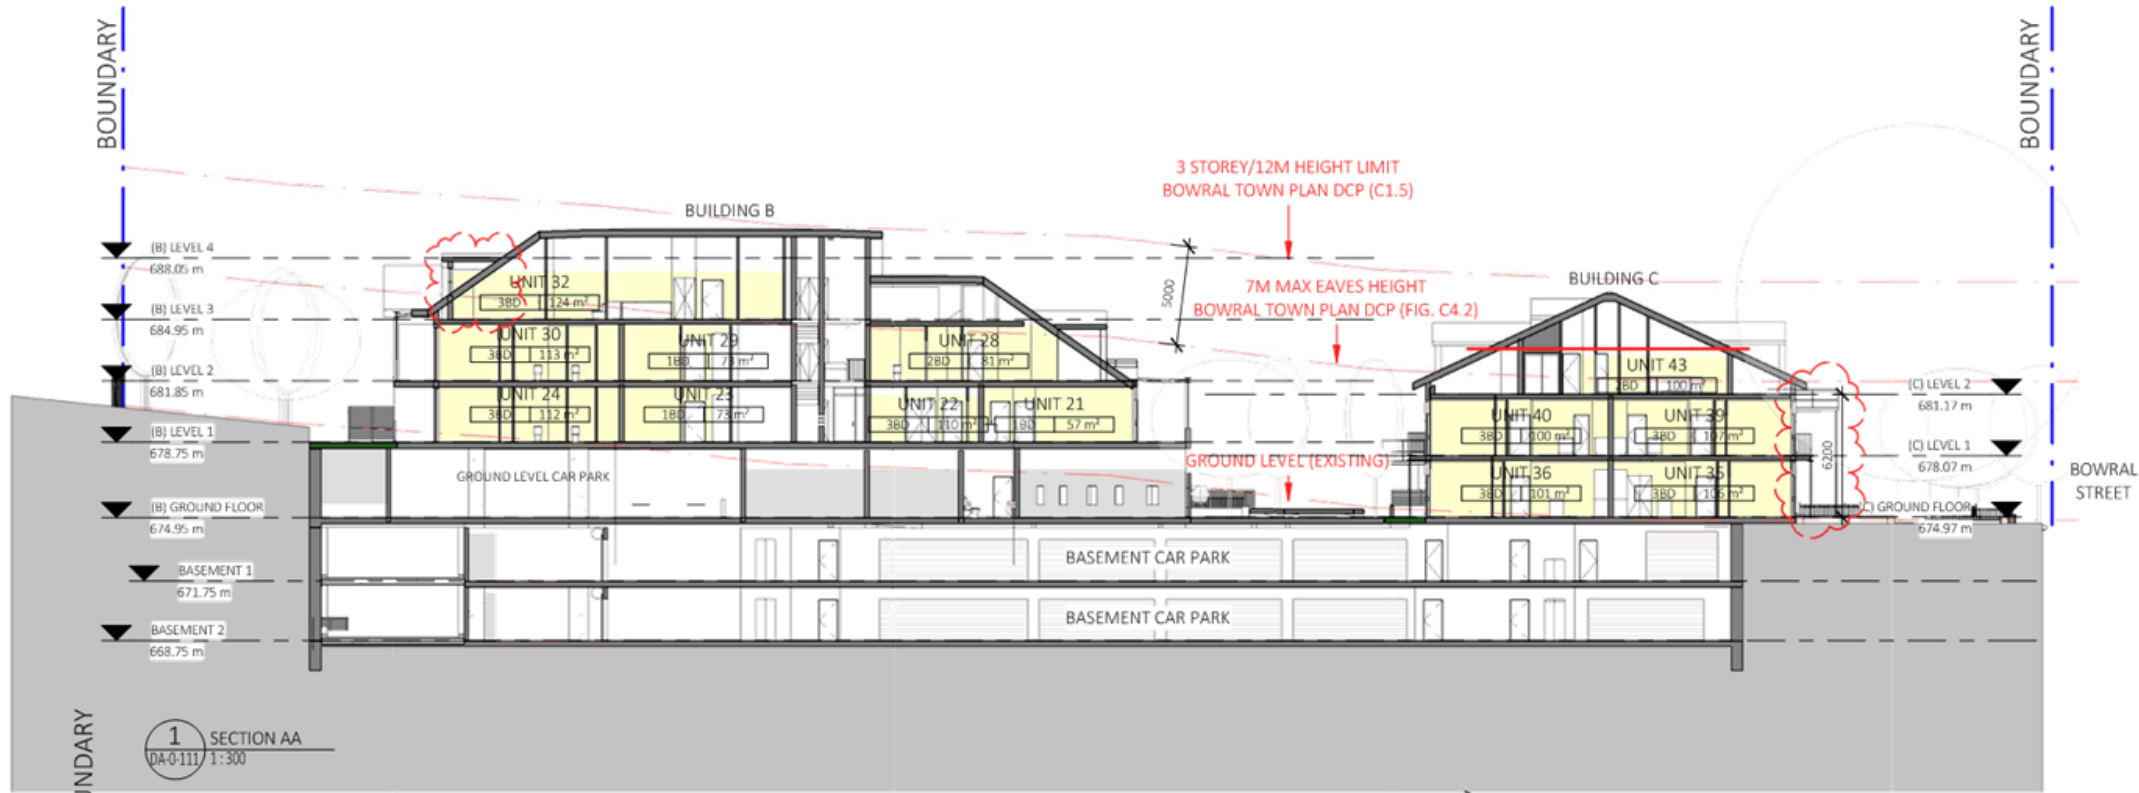 BOUNDARY
BOUNDARY
3 STOREY/12M HEIGHT LIMIT
BOWRAL TOWN PLAN DCP (C1.5)
BUILDING B
(B) LEVEL 4
688.05 m
UNIT 32
3BD 124 m²
5000
7M MAX EAVES HEIGHT
BOWRAL TOWN PLAN DCP (FIG. C4.2)
BUILDING C
(B) LEVEL 3
684.95 m
UNIT 30
3BD 113 m²
UNIT 29
1BD 73 m²
UNIT 28
2BD 81 m²
UNIT 43
2BD 100 m²
(B) LEVEL 2
681.85 m
UNIT 24
3BD 112 m²
UNIT 23
1BD 73 m²
UNIT 22
3BD 110 m²
UNIT 21
1BD 57 m²
(C) LEVEL 2
681.17 m
UNIT 40
3BD 100 m²
UNIT 39
3BD 107 m²
(B) LEVEL 1
678.75 m
GROUND LEVEL CAR PARK
GROUND LEVEL (EXISTING)
UNIT 36
3BD 101 m²
UNIT 35
3BD 106 m²
6200
(C) LEVEL 1
678.07 m
BOWRAL
STREET
(B) GROUND FLOOR
674.95 m
(C) GROUND FLOOR
674.97 m
BASEMENT CAR PARK
BASEMENT 1
671.75 m
BASEMENT CAR PARK
BASEMENT 2
668.75 m
UNDARY
1
DA-0-111
SECTION AA
1 : 300